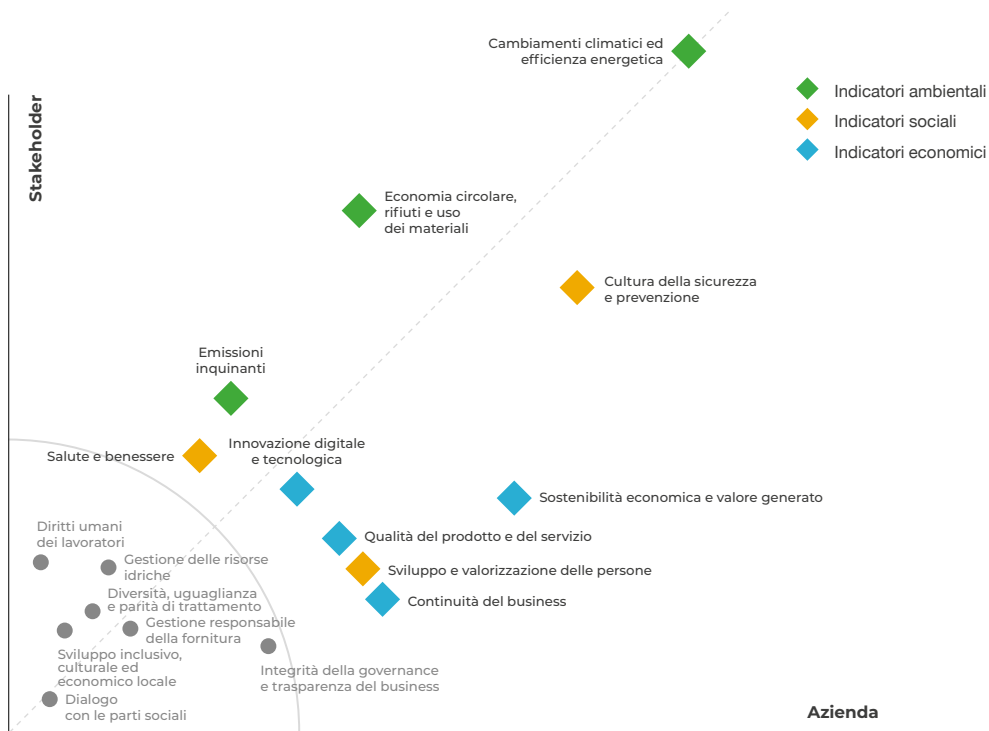 Cambiamenti climatici ed
efficienza energetica
Indicatori ambientali
Indicatori sociali
Indicatori economici
Stakeholder
Economia circolare,
rifiuti e uso
dei materiali
Cultura della sicurezza
e prevenzione
Emissioni
inquinanti
Salute e benessere
Innovazione digitale
e tecnologica
Sostenibilità economica e valore generato
Qualità del prodotto e del servizio
Sviluppo e valorizzazione delle persone
Continuità del business
Diritti umani
dei lavoratori
Gestione delle risorse
idriche
Diversità, uguaglianza
e parità di trattamento
Gestione responsabile
della fornitura
Sviluppo inclusivo,
culturale ed
economico locale
Integrità della governance
e trasparenza del business
Dialogo
con le parti sociali
Azienda